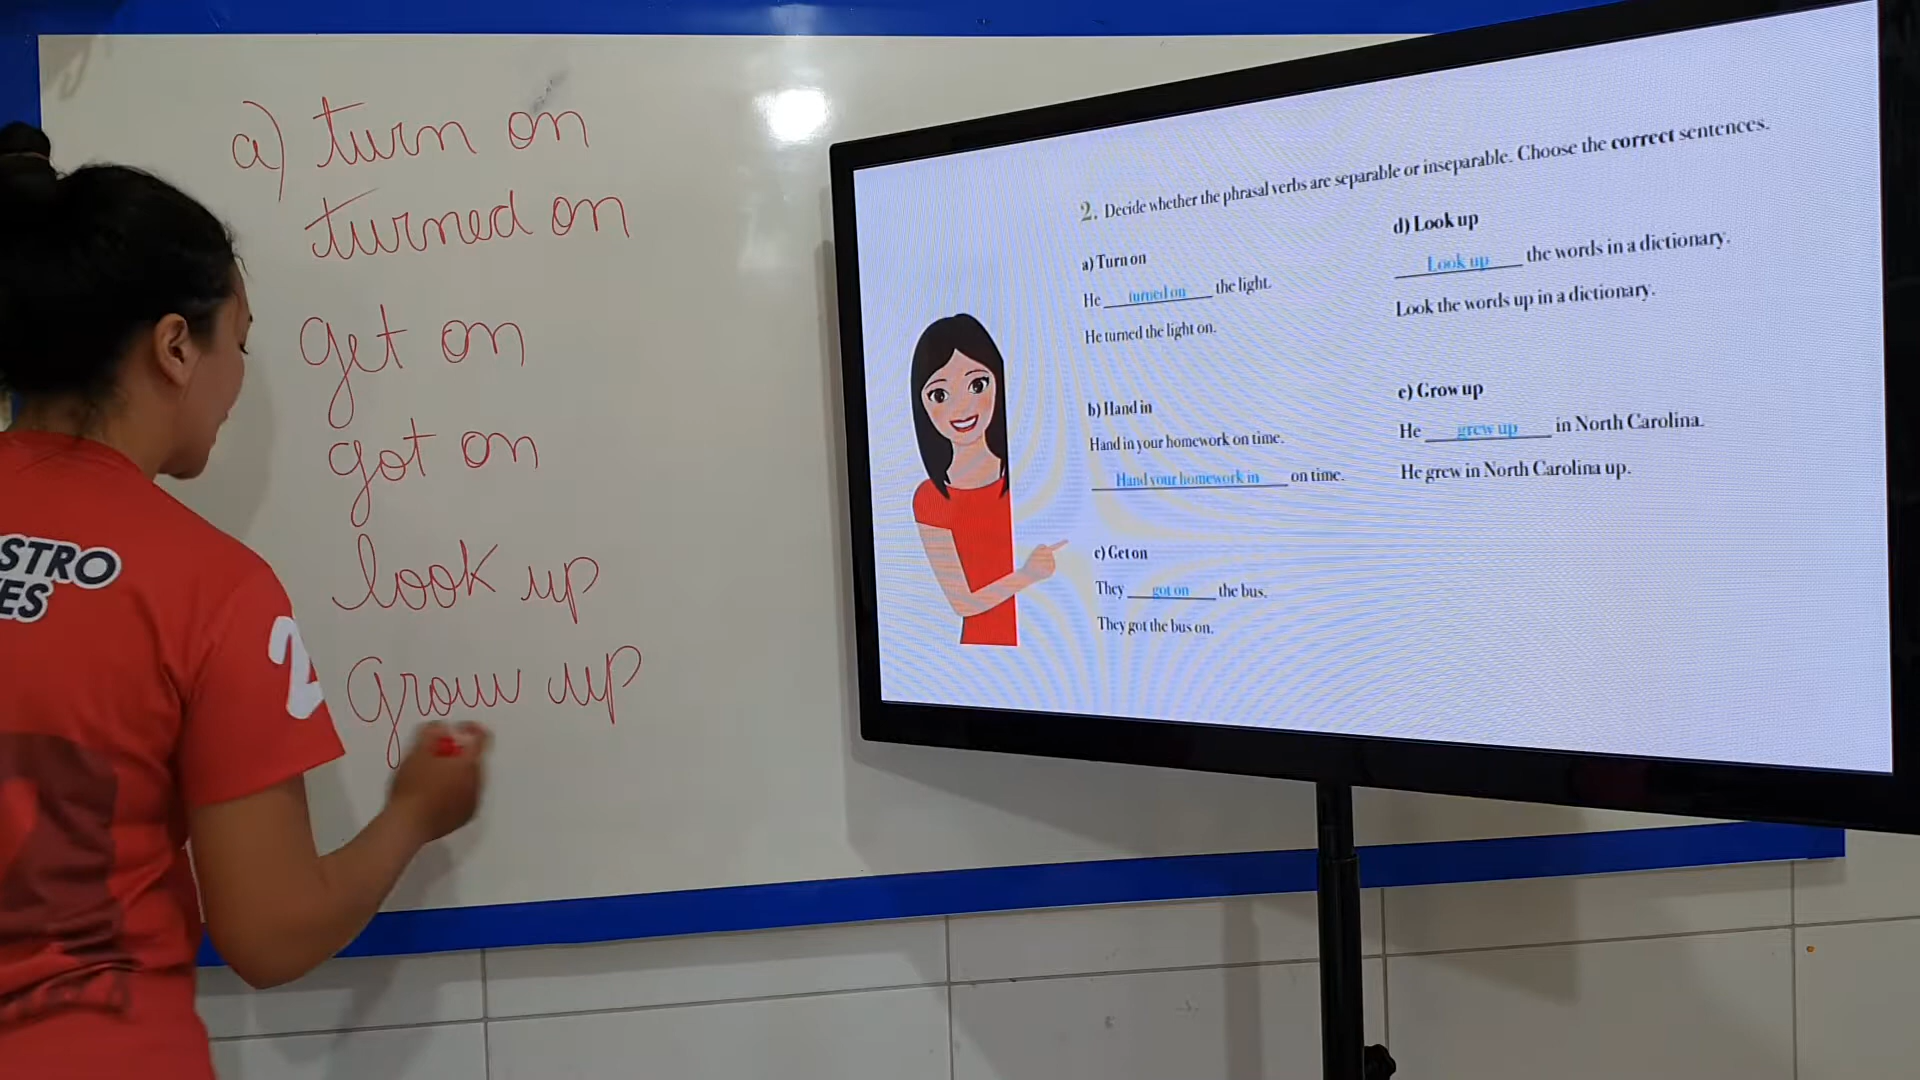 a) turn on
turned on
get on
got on
look up
grow up
STRO
ES
2
2. Decide whether the phrasal verbs are separable or inseparable. Choose the correct sentences.
a) Turn on
He turned on the light.
He turned the light on.
b) Hand in
Hand in your homework on time.
Hand your homework in on time.
c) Get on
They got on the bus.
They got the bus on.
d) Look up
Look up the words in a dictionary.
Look the words up in a dictionary.
e) Grow up
He grew up in North Carolina.
He grew in North Carolina up.